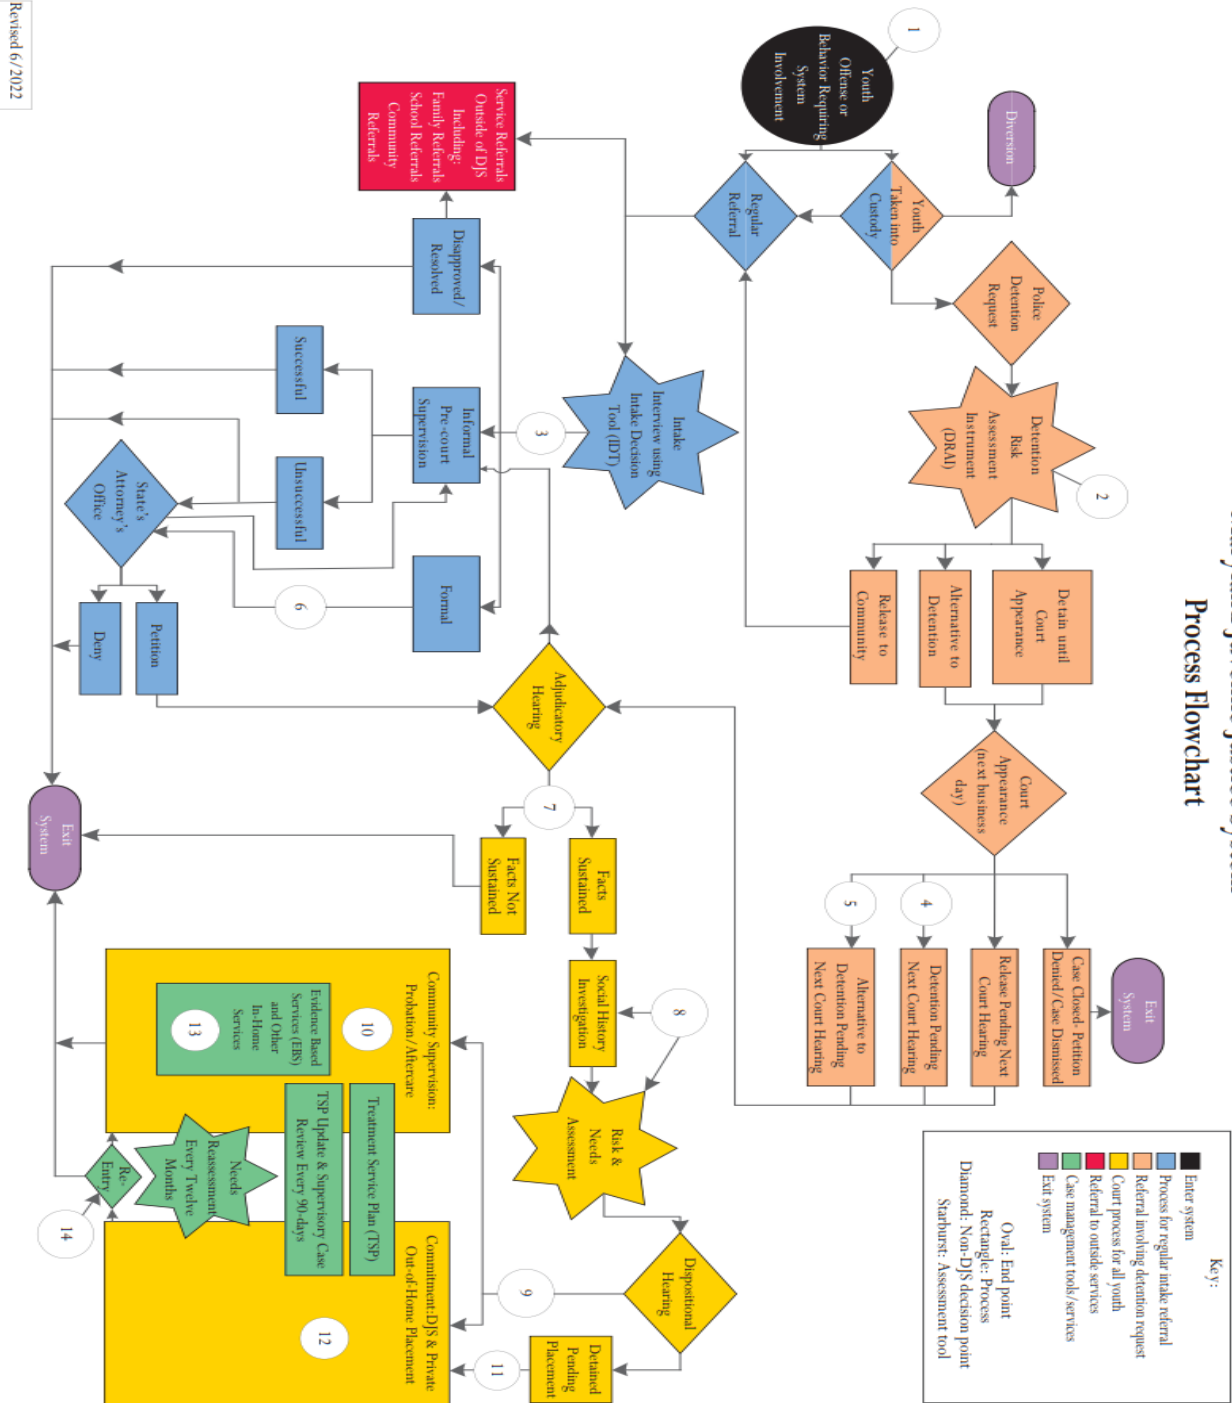 Process Flowchart
Key:
Enter system
Process for regular intake referral
Referral involving detention request
Court process for all youth
Referral to outside services
Case management tools/services
Exit system
Oval: End point
Rectangle: Process
Diamond: Non-DJS decision point
Starburst: Assessment tool
1
Youth
Offense or
Behavior Requiring
System
Involvement
Diversion
Youth
Taken into
Custody
Regular
Referral
Police
Detention
Request
Detention
Risk
Assessment
Instrument
(DRAI)
2
Detain until
Court
Appearance
Alternative to
Detention
Release to
Community
Court
Appearance
(next business
day)
Case Closed- Petition
Denied/Case Dismissed
Exit
System
Release Pending Next
Court Hearing
4
Detention Pending
Next Court Hearing
5
Alternative to
Detention Pending
Next Court Hearing
Service Referrals
Outside of DJS
Including:
Family Referrals
School Referrals
Community
Referrals
Intake
Interview using
Intake Decision
Tool (IDT)
3
Disapproved/
Resolved
Informal
Pre-court
Supervision
Formal
Successful
Unsuccessful
6
State's
Attorney's
Office
Petition
Deny
Adjudicatory
Hearing
7
Facts
Sustained
Facts Not
Sustained
Social History
Investigation
8
Risk &
Needs
Assessment
Dispositional
Hearing
9
Detained
Pending
Placement
11
Exit
System
Community Supervision:
Probation/Aftercare
10
Evidence Based
Services (EBS)
and Other
In-Home
Services
13
Treatment Service Plan (TSP)
TSP Update & Supervisory Case
Review Every 90-days
Needs
Reassessment
Every Twelve
Months
Re-
Entry
14
Commitment:DJS & Private
Out-of-Home Placement
12
Revised 6/2022